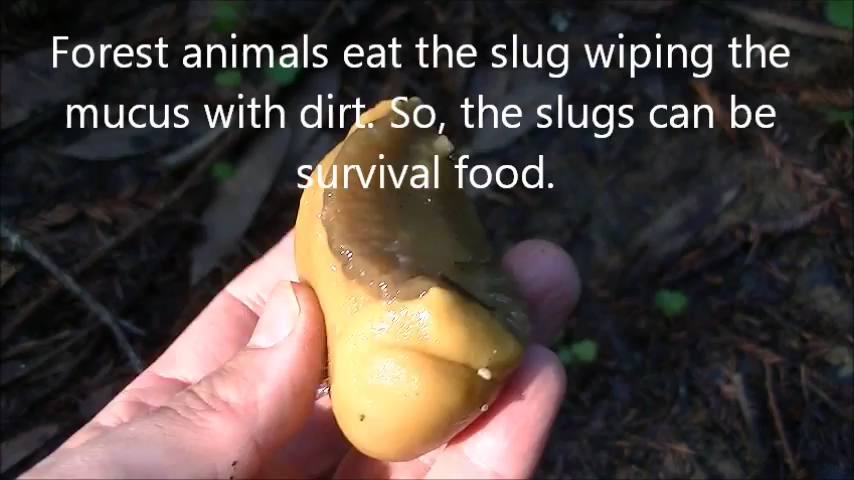 Forest animals eat the slug wiping the
mucus with dirt. So, the slugs can be
survival food.